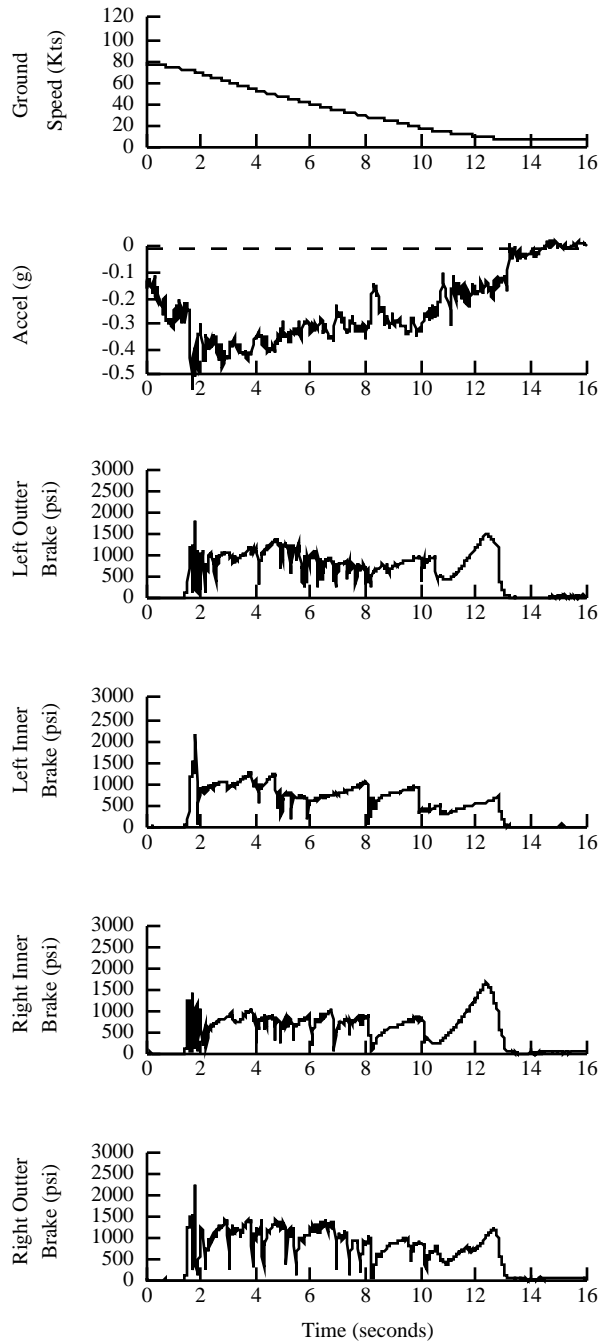 Ground
Speed (Kts)
120
100
80
60
40
20
0
0 2 4 6 8 10 12 14 16
Accel (g)
0
-0.1
-0.2
-0.3
-0.4
-0.5
0 2 4 6 8 10 12 14 16
Left Outter
Brake (psi)
3000
2500
2000
1500
1000
500
0
0 2 4 6 8 10 12 14 16
Left Inner
Brake (psi)
3000
2500
2000
1500
1000
500
0
0 2 4 6 8 10 12 14 16
Right Inner
Brake (psi)
3000
2500
2000
1500
1000
500
0
0 2 4 6 8 10 12 14 16
Right Outter
Brake (psi)
3000
2500
2000
1500
1000
500
0
0 2 4 6 8 10 12 14 16
Time (seconds)